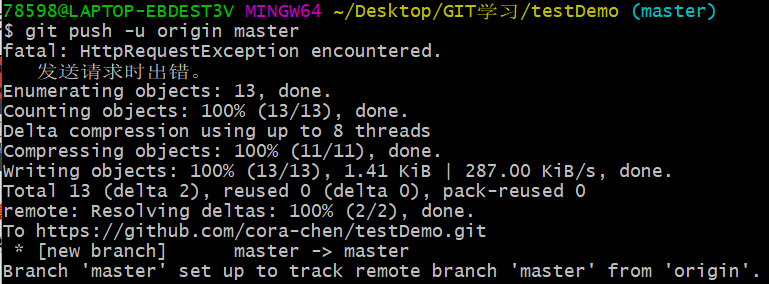 78598@LAPTOP-EBDEST3V MINGW64 ~/Desktop/GIT学习/testDemo (master)
$ git push -u origin master
fatal: HttpRequestException encountered.
发送请求时出错。
Enumerating objects: 13, done.
Counting objects: 100% (13/13), done.
Delta compression using up to 8 threads
Compressing objects: 100% (11/11), done.
Writing objects: 100% (13/13), 1.41 KiB | 287.00 KiB/s, done.
Total 13 (delta 2), reused 0 (delta 0), pack-reused 0
remote: Resolving deltas: 100% (2/2), done.
To https://github.com/cora-chen/testDemo.git
* [new branch] master -> master
Branch 'master' set up to track remote branch 'master' from 'origin'.